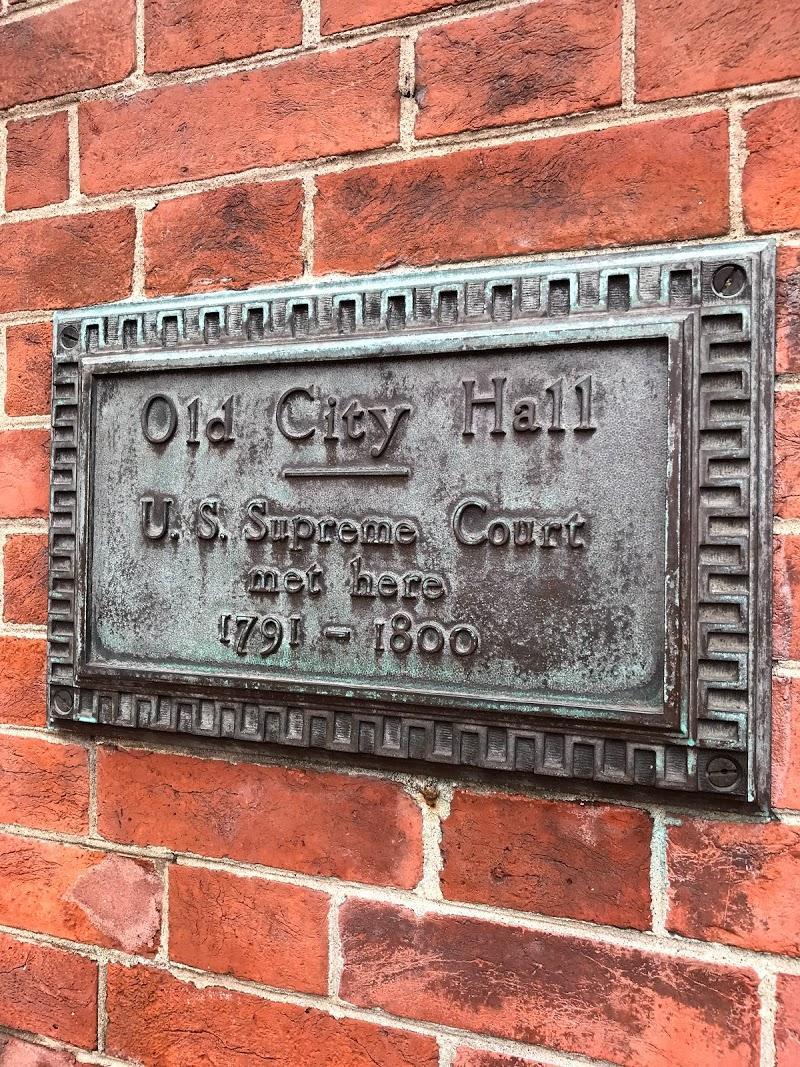 Old City Hall
U. S. Supreme Court
met here
1791 - 1800